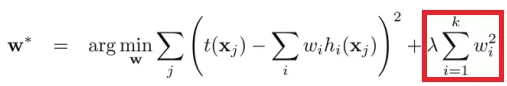 w* = arg min_w ∑_j ( t(x_j) − ∑_i w_i h_i(x_j) )² + λ ∑_{i=1}^{k} w_i²